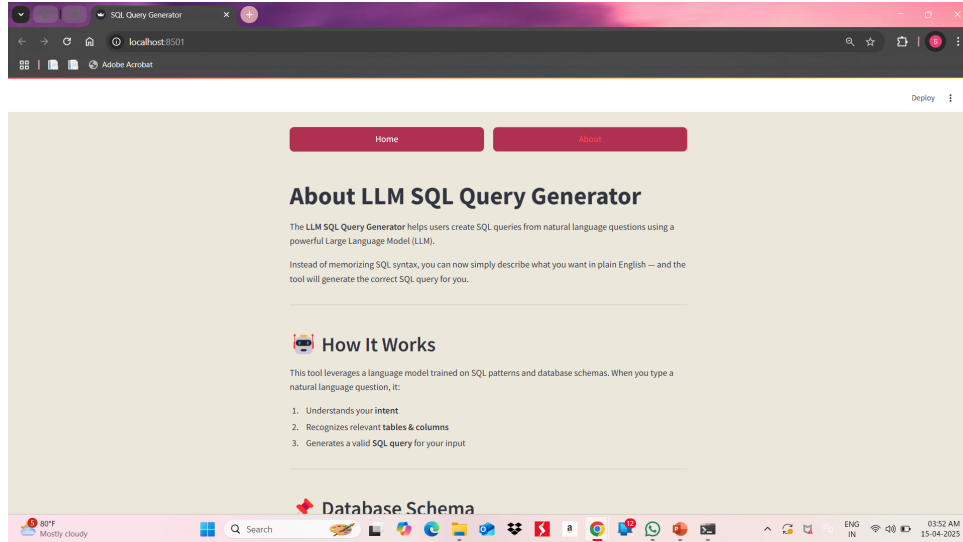 SQL Query Generator
localhost:8501
Adobe Acrobat
S
Deploy
Home
About
About LLM SQL Query Generator
The LLM SQL Query Generator helps users create SQL queries from natural language questions using a
powerful Large Language Model (LLM).
Instead of memorizing SQL syntax, you can now simply describe what you want in plain English — and the
tool will generate the correct SQL query for you.
How It Works
This tool leverages a language model trained on SQL patterns and database schemas. When you type a
natural language question, it:
1. Understands your intent
2. Recognizes relevant tables & columns
3. Generates a valid SQL query for your input
Database Schema
5
80°F
Mostly cloudy
Search
a
ENG
IN
03:52 AM
15-04-2025